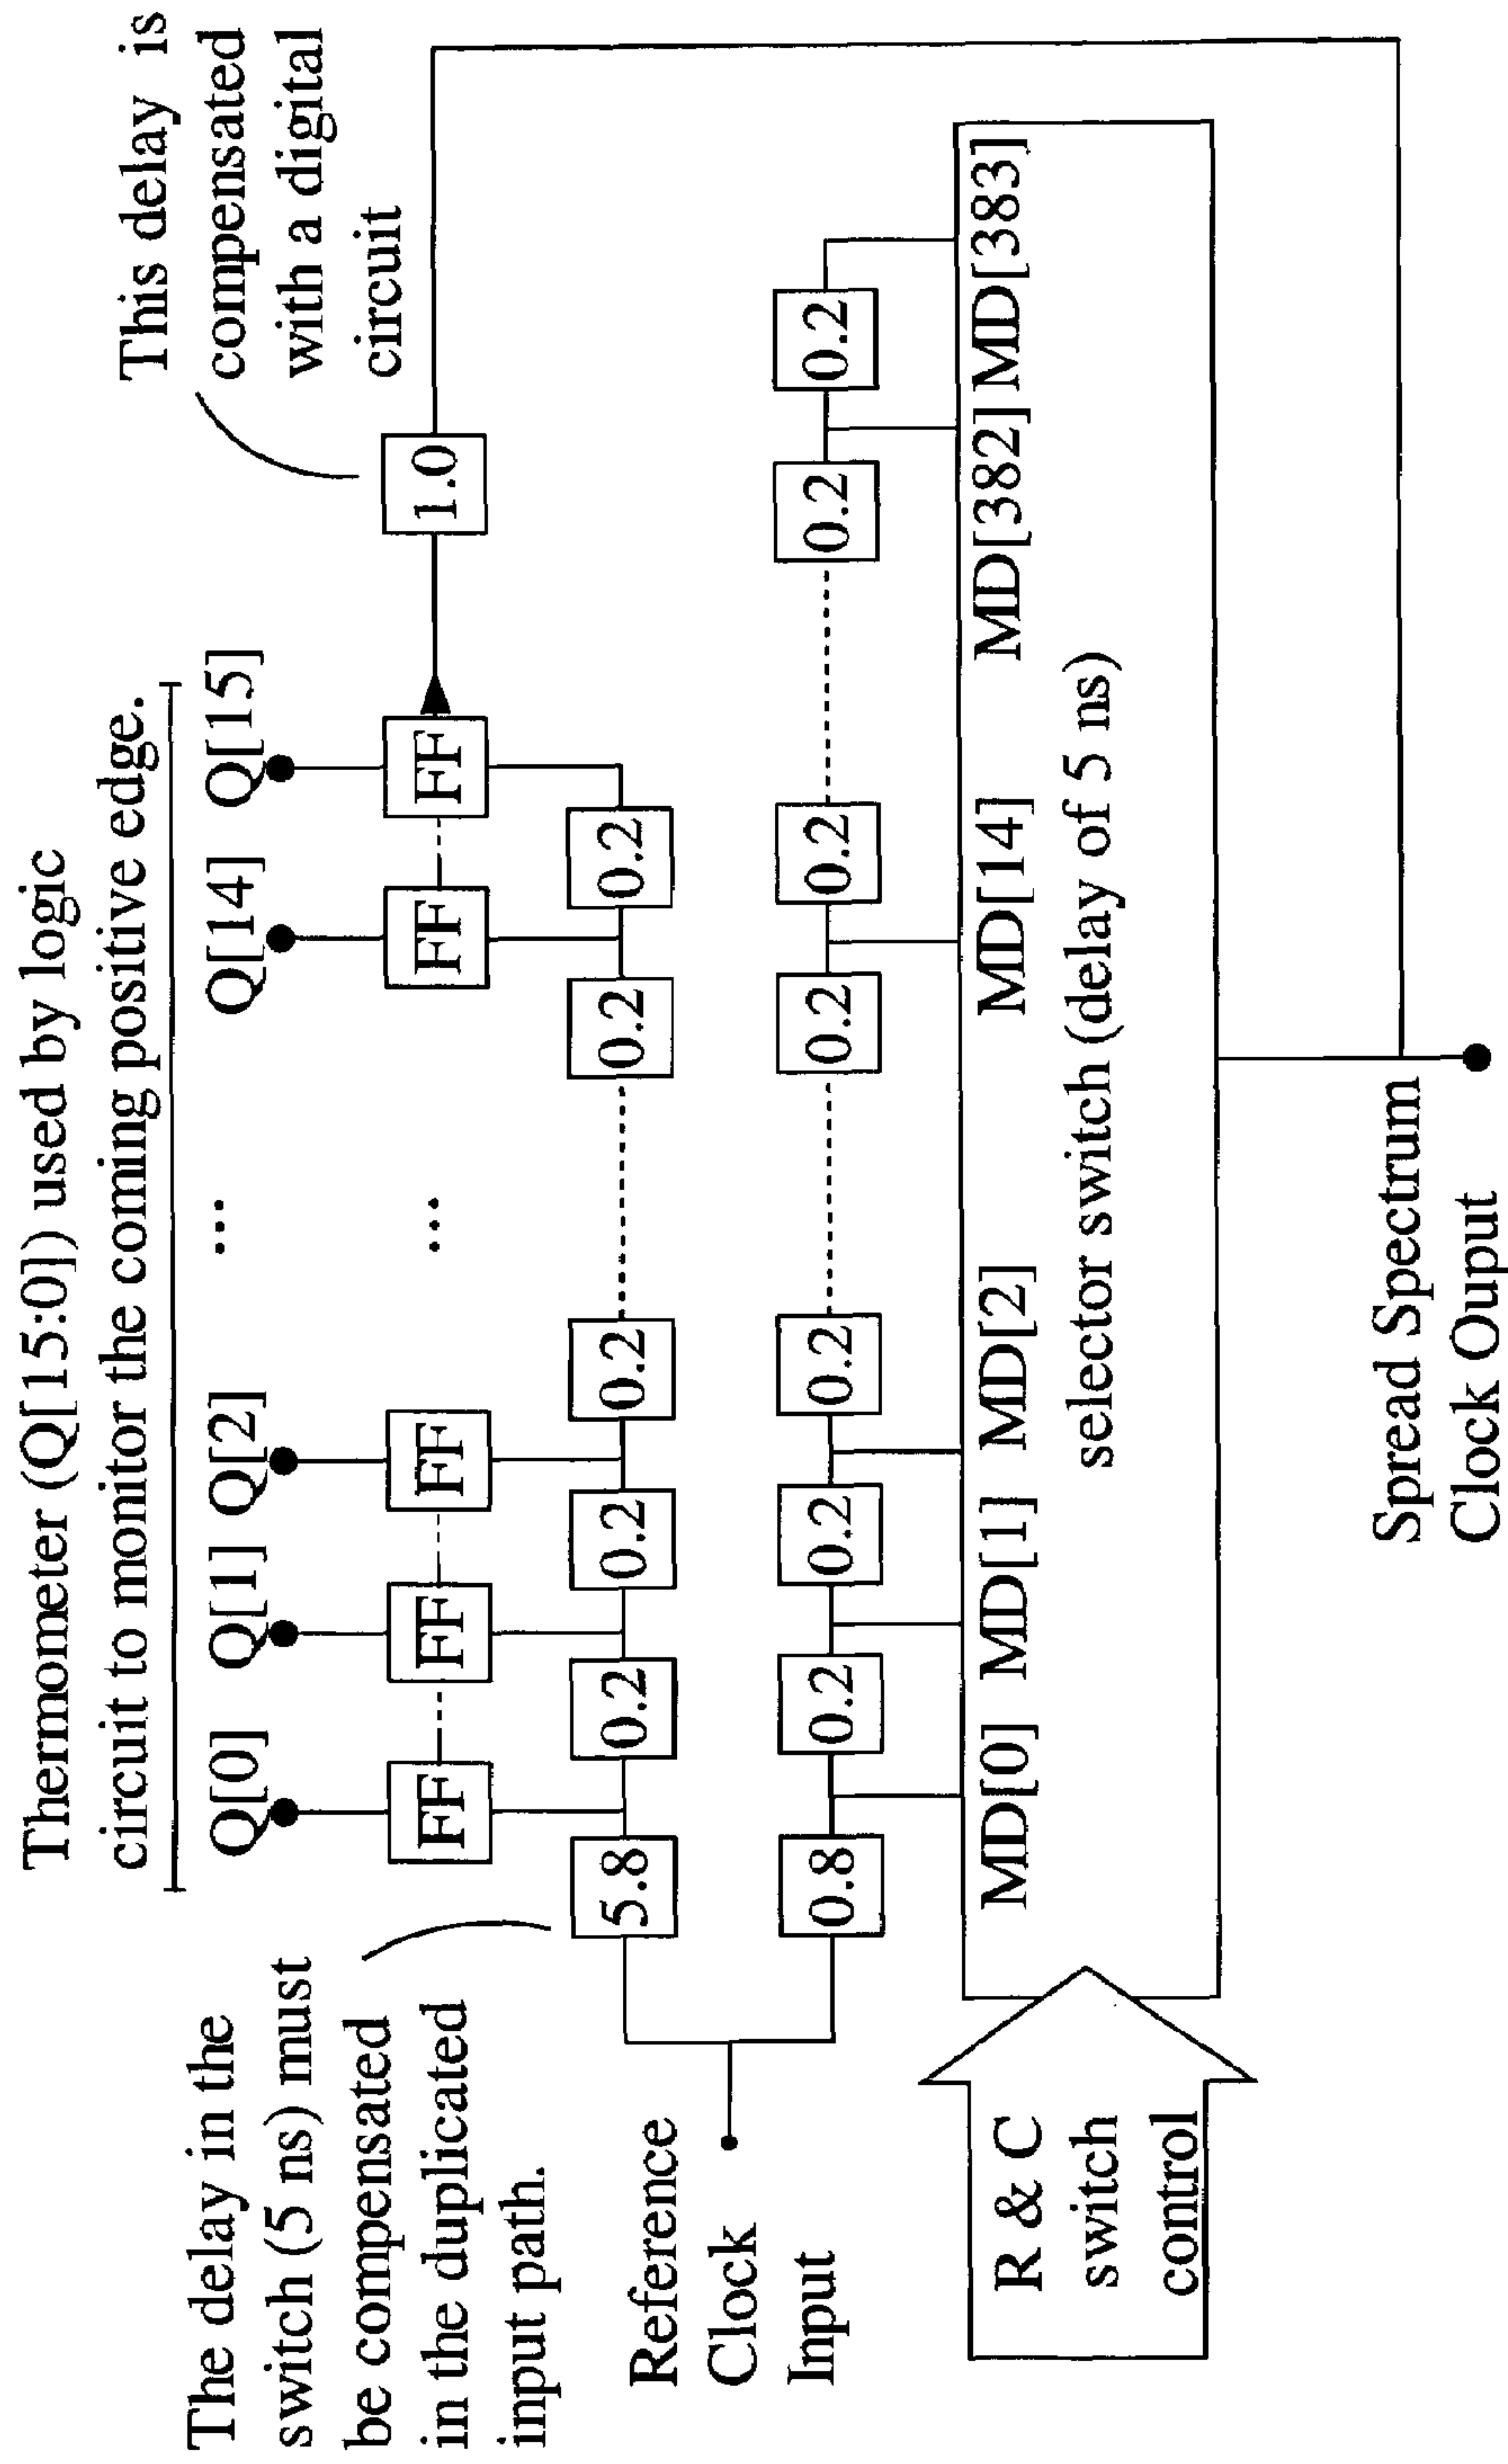 Thermometer (Q[15:0]) used by logic
circuit to monitor the coming positive edge.
This delay is
compensated
with a digital
circuit
The delay in the
switch (5 ns) must
be compensated
in the duplicated
input path.
Q[0] Q[1] Q[2] ... Q[14] Q[15]
FF FF FF ... FF FF 1.0
5.8 0.2 0.2 0.2 0.2 0.2
Reference
Clock
Input
0.8 0.2 0.2 0.2 0.2 0.2 0.2 0.2
MD[0] MD[1] MD[2] MD[14] MD[382] MD[383]
selector switch (delay of 5 ns)
R & C
switch
control
Spread Spectrum
Clock Ouput